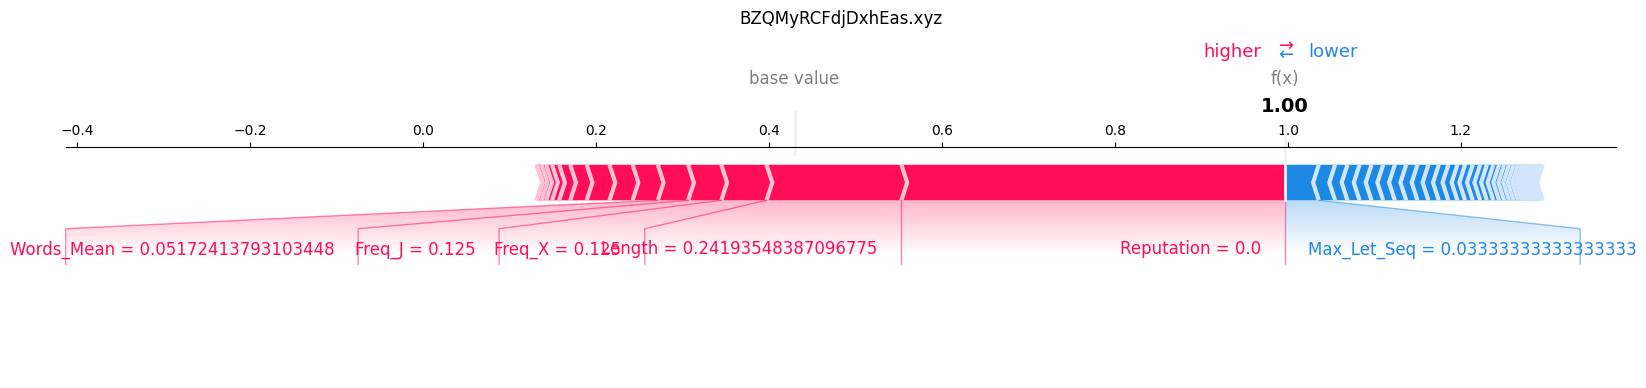 BZQMyRCFdjDxhEas.xyz
higher ⇄ lower
base value f(x)
1.00
−0.4 −0.2 0.0 0.2 0.4 0.6 0.8 1.0 1.2
Words_Mean = 0.05172413793103448 Freq_J = 0.125 Freq_X = 0.125 Length = 0.24193548387096775 Reputation = 0.0 Max_Let_Seq = 0.03333333333333333